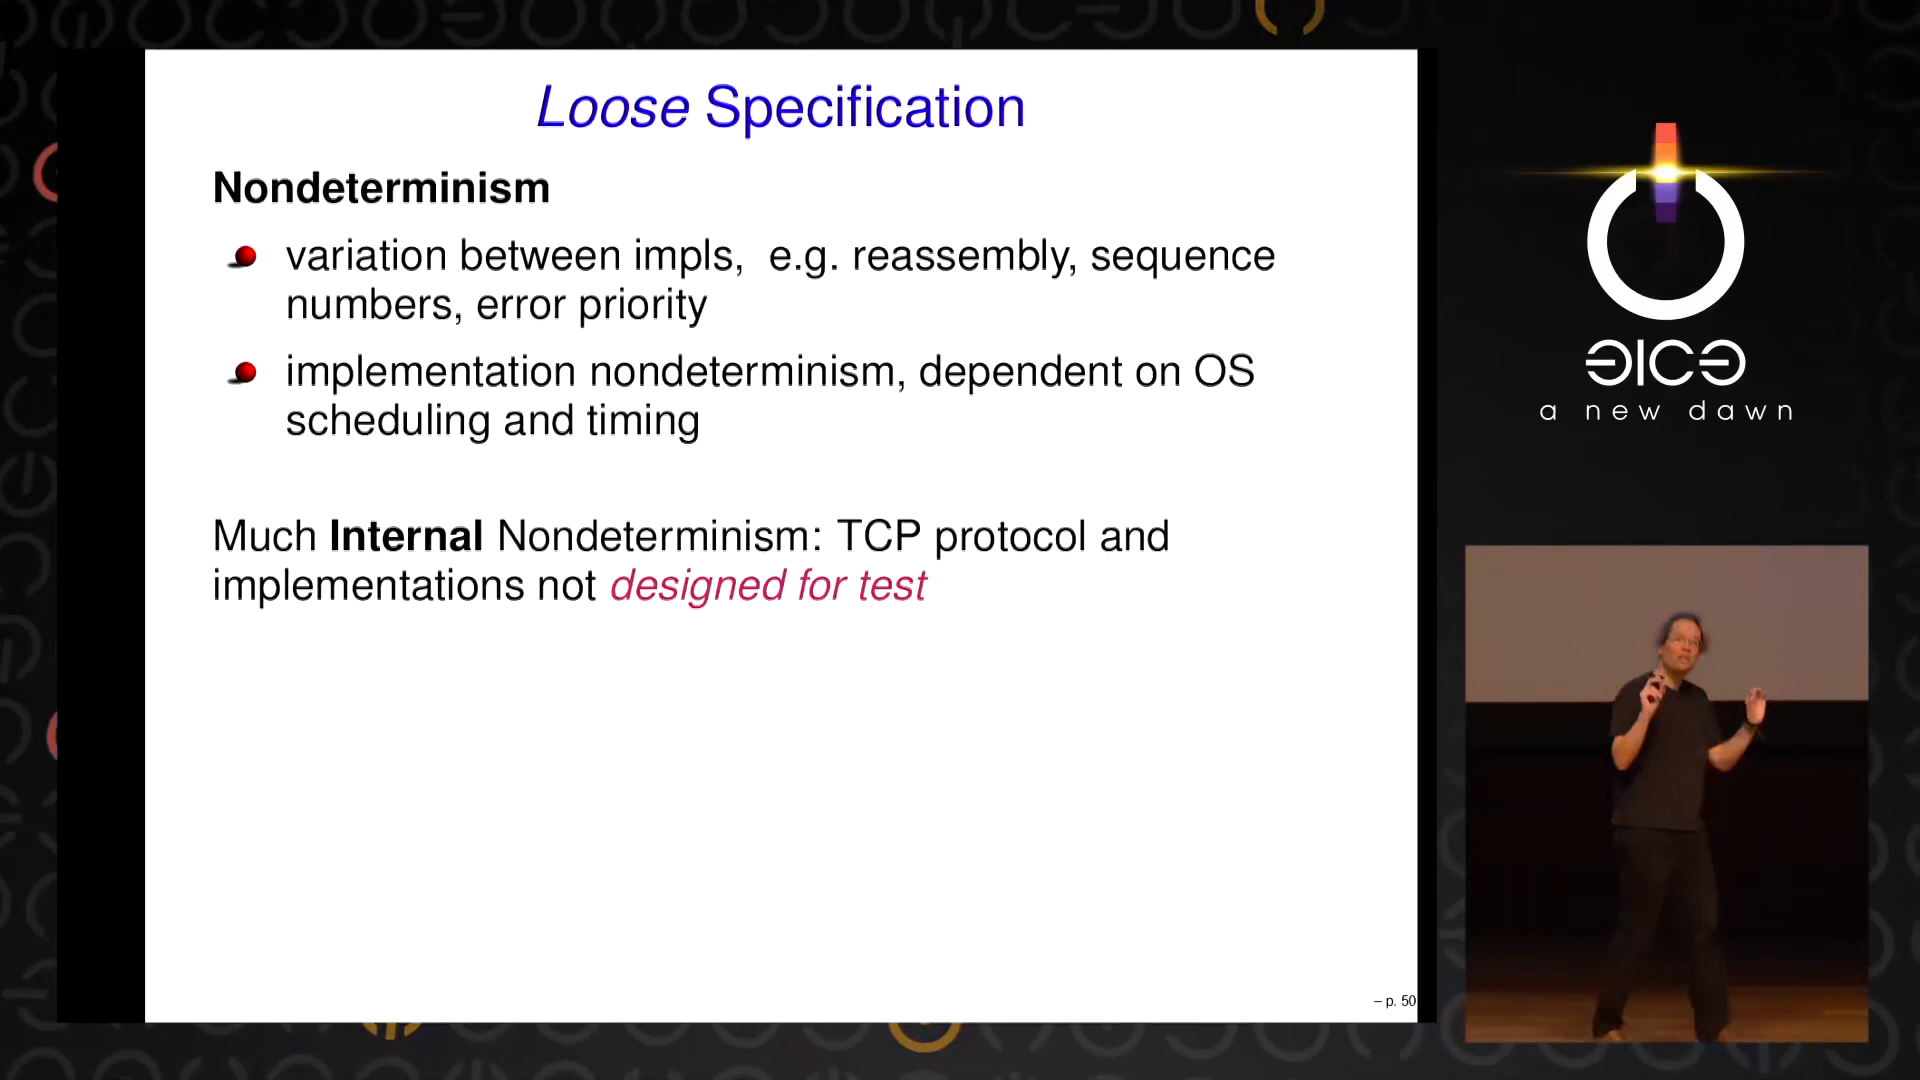 Loose Specification
Nondeterminism
variation between impls, e.g. reassembly, sequence
numbers, error priority
implementation nondeterminism, dependent on OS
scheduling and timing
Much Internal Nondeterminism: TCP protocol and
implementations not designed for test
– p. 50
a new dawn